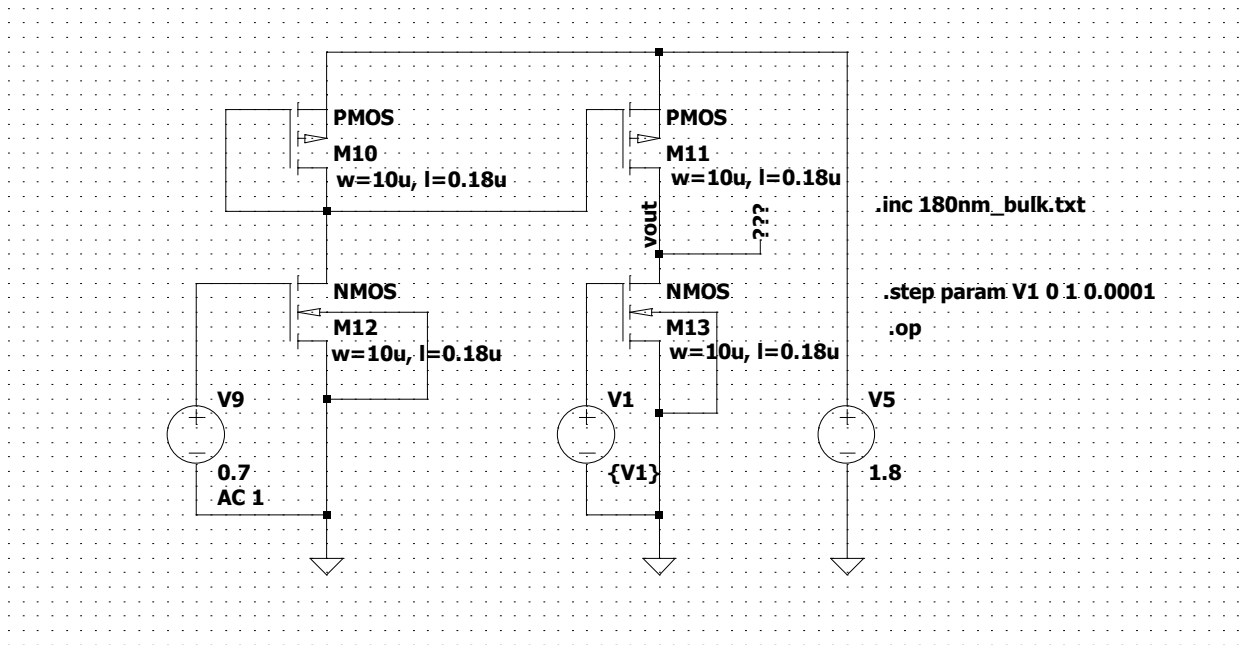 PMOS
M10
w=10u, l=0.18u
PMOS
M11
w=10u, l=0.18u
vout
???
.inc 180nm_bulk.txt
NMOS
M12
w=10u, l=0.18u
NMOS
M13
w=10u, l=0.18u
.step param V1 0 1 0.0001
.op
V9
0.7
AC 1
V1
{V1}
V5
1.8